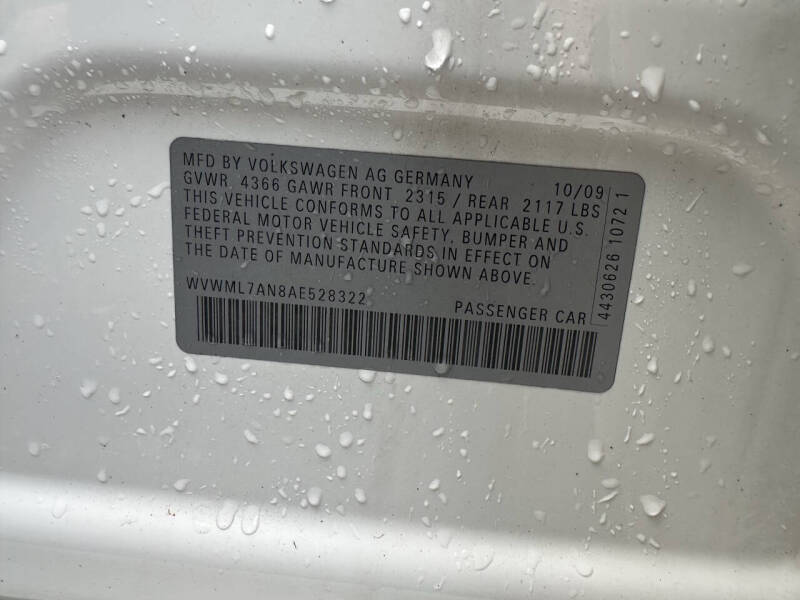 MFD BY VOLKSWAGEN AG GERMANY 10/09
GVWR 4366 GAWR FRONT 2315 / REAR 2117 LBS
THIS VEHICLE CONFORMS TO ALL APPLICABLE U.S.
FEDERAL MOTOR VEHICLE SAFETY, BUMPER AND
THEFT PREVENTION STANDARDS IN EFFECT ON
THE DATE OF MANUFACTURE SHOWN ABOVE.
WVWML7AN8AE528322 PASSENGER CAR
4430626 1072 1